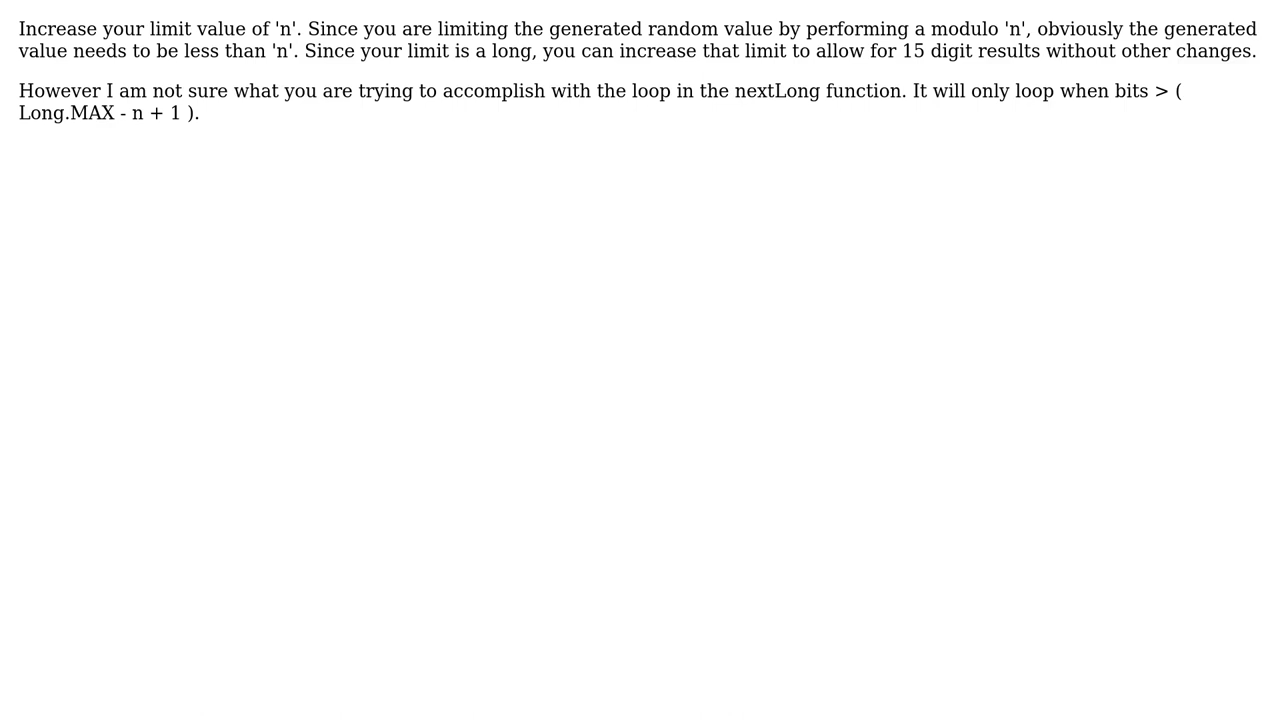 Increase your limit value of 'n'. Since you are limiting the generated random value by performing a modulo 'n', obviously the generated
value needs to be less than 'n'. Since your limit is a long, you can increase that limit to allow for 15 digit results without other changes.
However I am not sure what you are trying to accomplish with the loop in the nextLong function. It will only loop when bits > (
Long.MAX - n + 1 ).